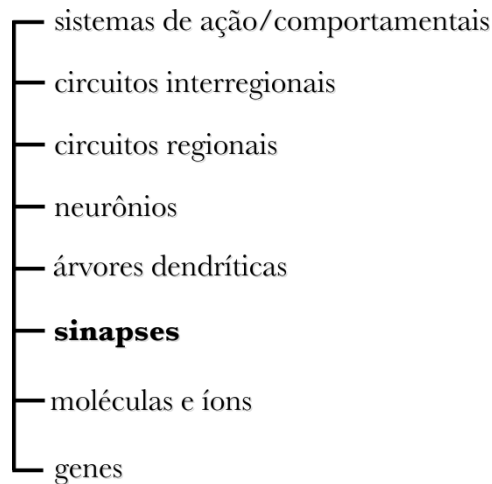 sistemas de ação/comportamentais
circuitos interregionais
circuitos regionais
neurônios
árvores dendríticas
sinapses
moléculas e íons
genes